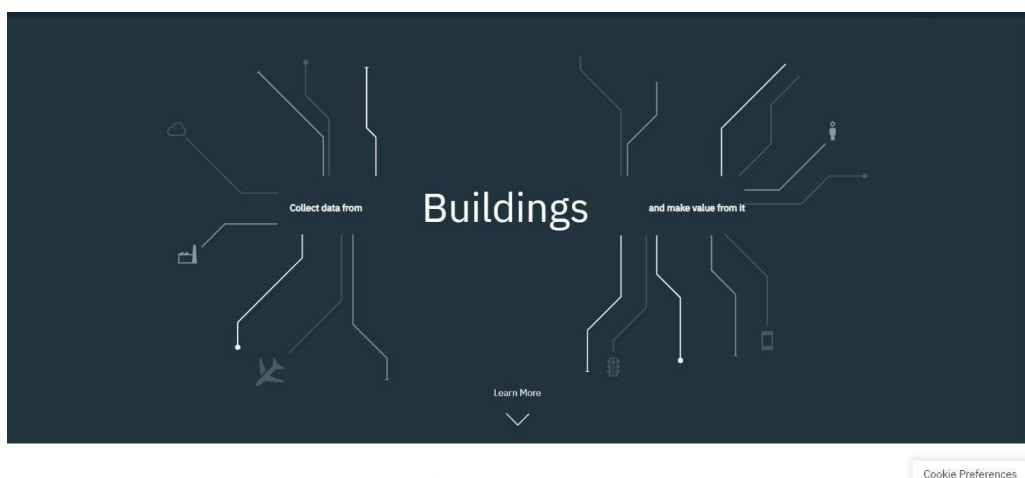 Collect data from
Buildings
and make value from it
Learn More
Cookie Preferences